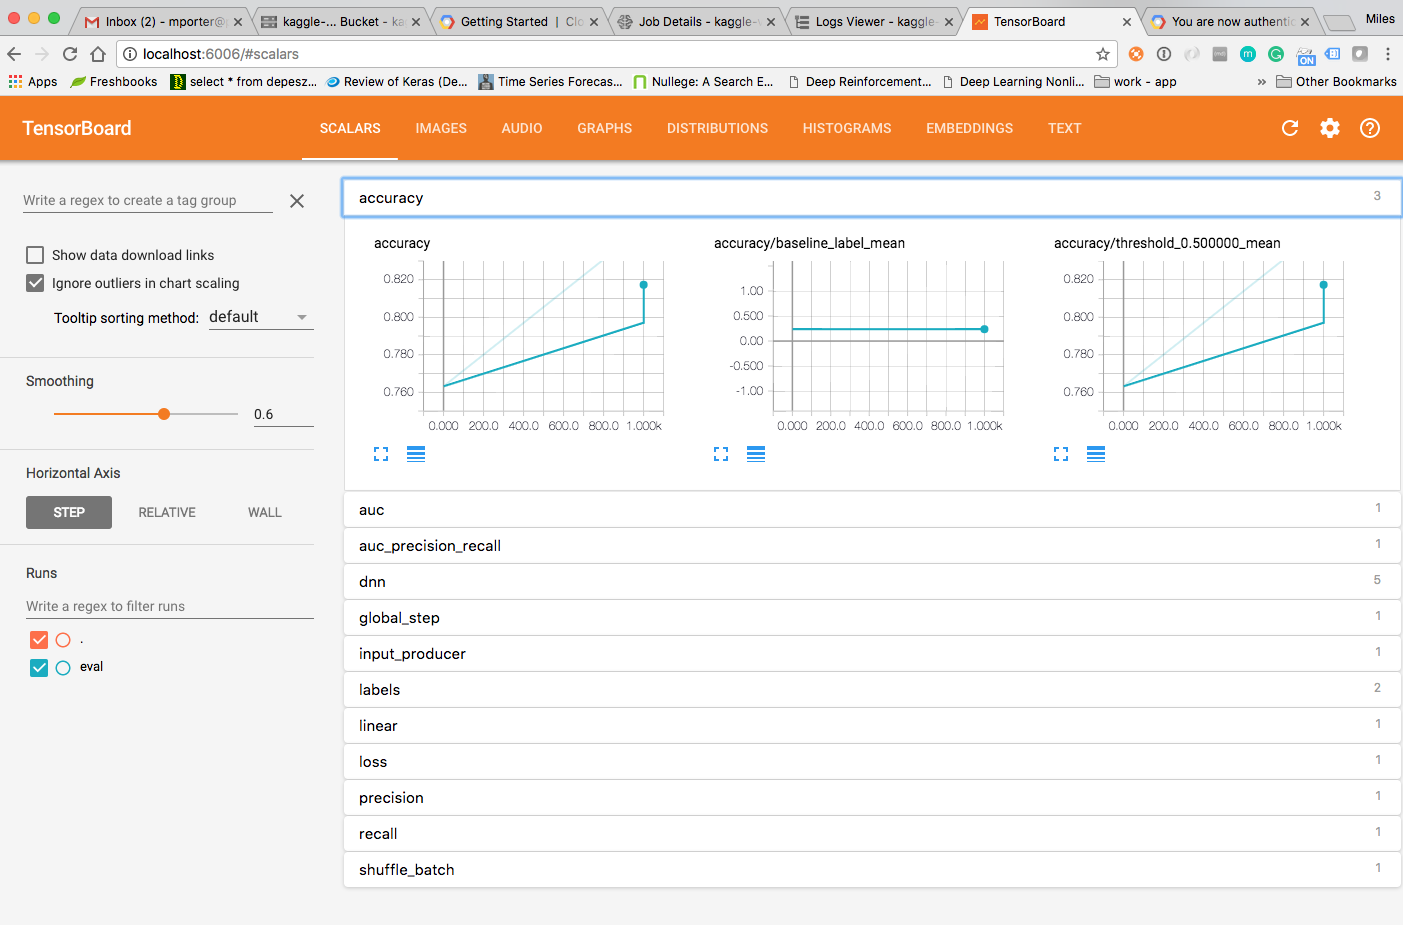 Inbox (2) - mporter@
kaggle-... Bucket - ka
Getting Started | Clo
Job Details - kaggle-
Logs Viewer - kaggle-
TensorBoard
You are now authentic
Miles
localhost:6006/#scalars
ON
Apps
Freshbooks
select * from depesz...
Review of Keras (De...
Time Series Forecas...
Nullege: A Search E...
Deep Reinforcement...
Deep Learning Nonli...
work - app
»
Other Bookmarks
TensorBoard
SCALARS
IMAGES
AUDIO
GRAPHS
DISTRIBUTIONS
HISTOGRAMS
EMBEDDINGS
TEXT
Write a regex to create a tag group
Show data download links
Ignore outliers in chart scaling
Tooltip sorting method: default
Smoothing
0.6
Horizontal Axis
STEP RELATIVE WALL
Runs
Write a regex to filter runs
.
eval
accuracy 3
accuracy
0.820
0.800
0.780
0.760
0.000 200.0 400.0 600.0 800.0 1.000k
accuracy/baseline_label_mean
1.00
0.500
0.00
-0.500
-1.00
0.000 200.0 400.0 600.0 800.0 1.000k
accuracy/threshold_0.500000_mean
0.820
0.800
0.780
0.760
0.000 200.0 400.0 600.0 800.0 1.000k
auc 1
auc_precision_recall 1
dnn 5
global_step 1
input_producer 1
labels 2
linear 1
loss 1
precision 1
recall 1
shuffle_batch 1